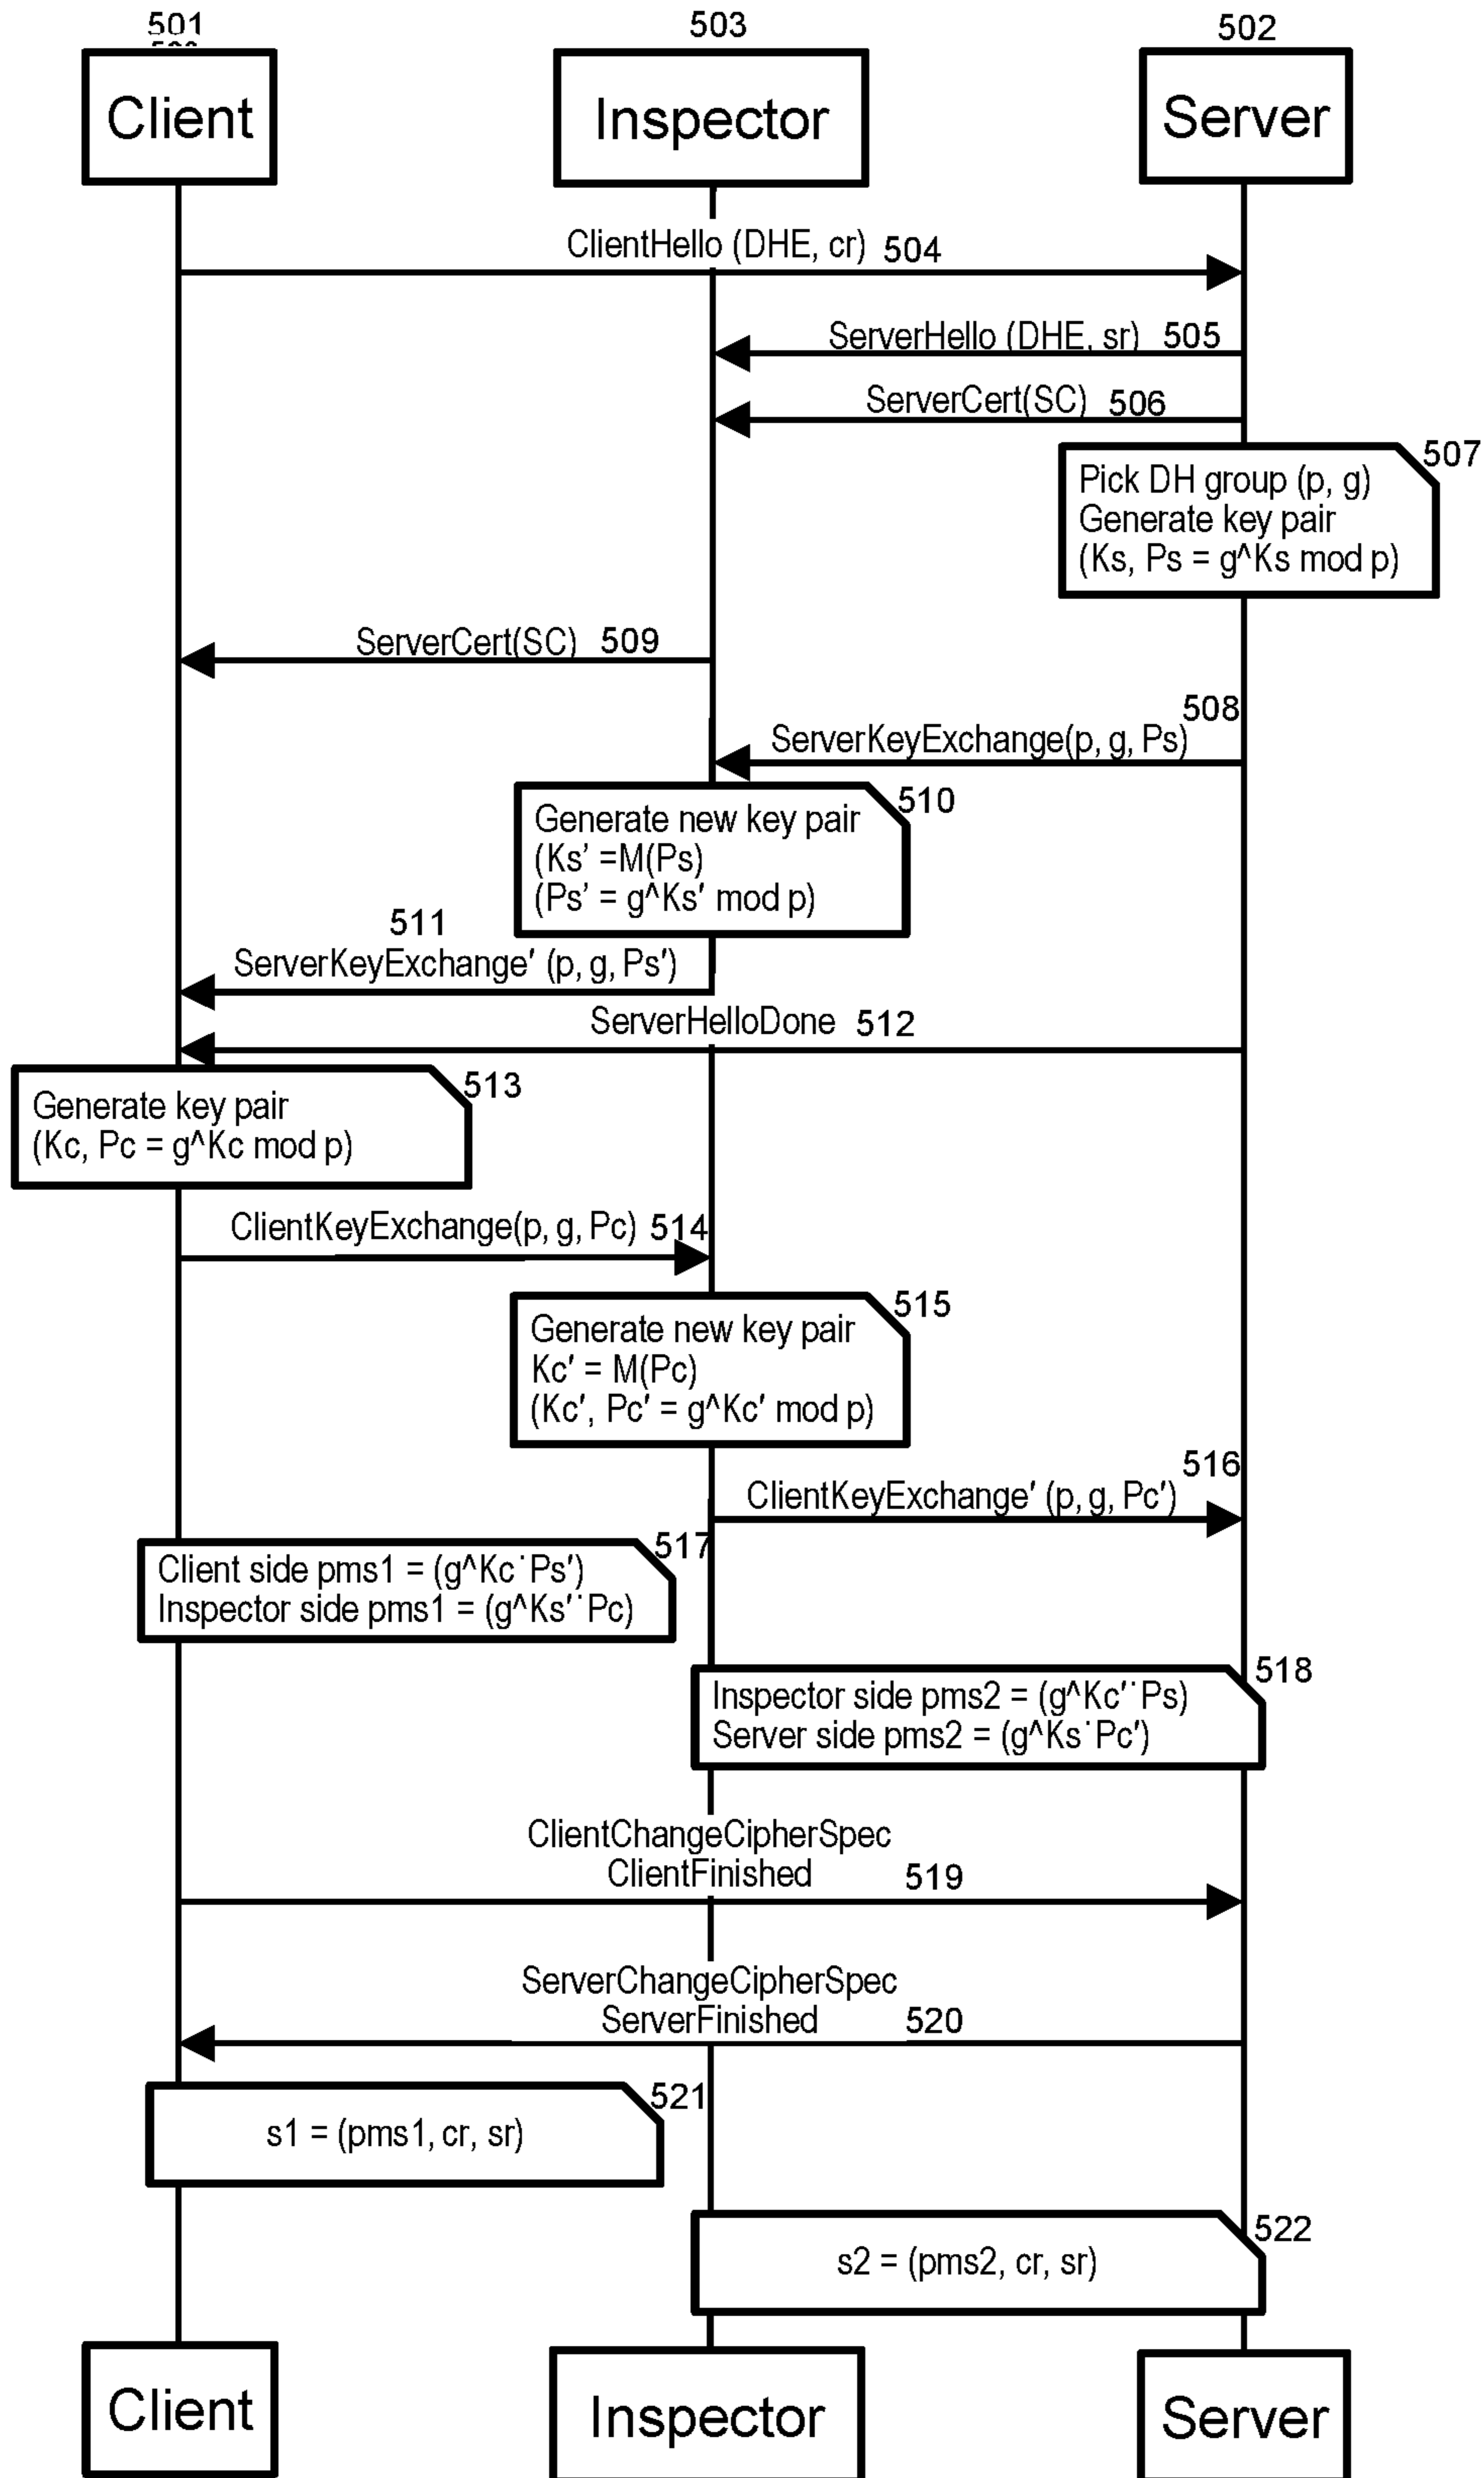 501
503
502
Client
Inspector
Server
ClientHello (DHE, cr) 504
ServerHello (DHE, sr) 505
ServerCert(SC) 506
507
Pick DH group (p, g)
Generate key pair
(Ks, Ps = g^Ks mod p)
ServerCert(SC) 509
508
ServerKeyExchange(p, g, Ps)
510
Generate new key pair
(Ks’ =M(Ps)
(Ps’ = g^Ks′ mod p)
511
ServerKeyExchange′ (p, g, Ps′)
ServerHelloDone 512
513
Generate key pair
(Kc, Pc = g^Kc mod p)
ClientKeyExchange(p, g, Pc) 514
515
Generate new key pair
Kc′ = M(Pc)
(Kc′, Pc′ = g^Kc′ mod p)
516
ClientKeyExchange′ (p, g, Pc′)
517
Client side pms1 = (g^Kc˙Ps′)
Inspector side pms1 = (g^Ks′˙Pc)
518
Inspector side pms2 = (g^Kc′˙Ps)
Server side pms2 = (g^Ks˙Pc′)
ClientChangeCipherSpec
ClientFinished 519
ServerChangeCipherSpec
ServerFinished 520
521
s1 = (pms1, cr, sr)
522
s2 = (pms2, cr, sr)
Client
Inspector
Server